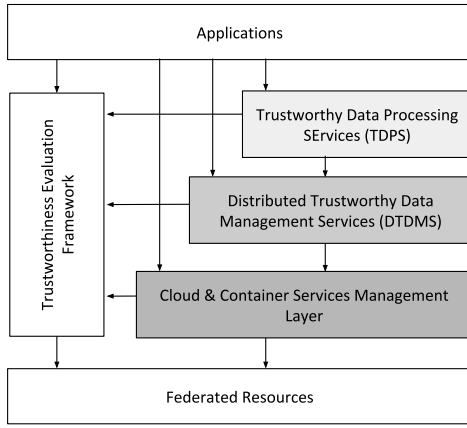 Applications
Trustworthiness Evaluation
Framework
Trustworthy Data Processing
SErvices (TDPS)
Distributed Trustworthy Data
Management Services (DTDMS)
Cloud & Container Services Management
Layer
Federated Resources